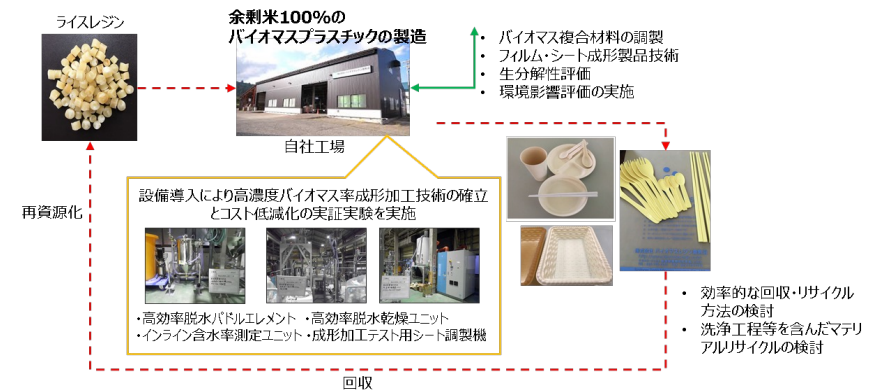 ライスレジン
余剰米100%の
バイオマスプラスチックの製造
自社工場
• バイオマス複合材料の調製
• フィルム・シート成形製品技術
• 生分解性評価
• 環境影響評価の実施
設備導入により高濃度バイオマス率成形加工技術の確立
とコスト低減化の実証実験を実施
・高効率脱水パドルエレメント ・高効率脱水乾燥ユニット
・インライン含水率測定ユニット ・成形加工テスト用シート調製機
再資源化
• 効率的な回収・リサイクル
方法の検討
• 洗浄工程等を含んだマテリ
アルリサイクルの検討
回収